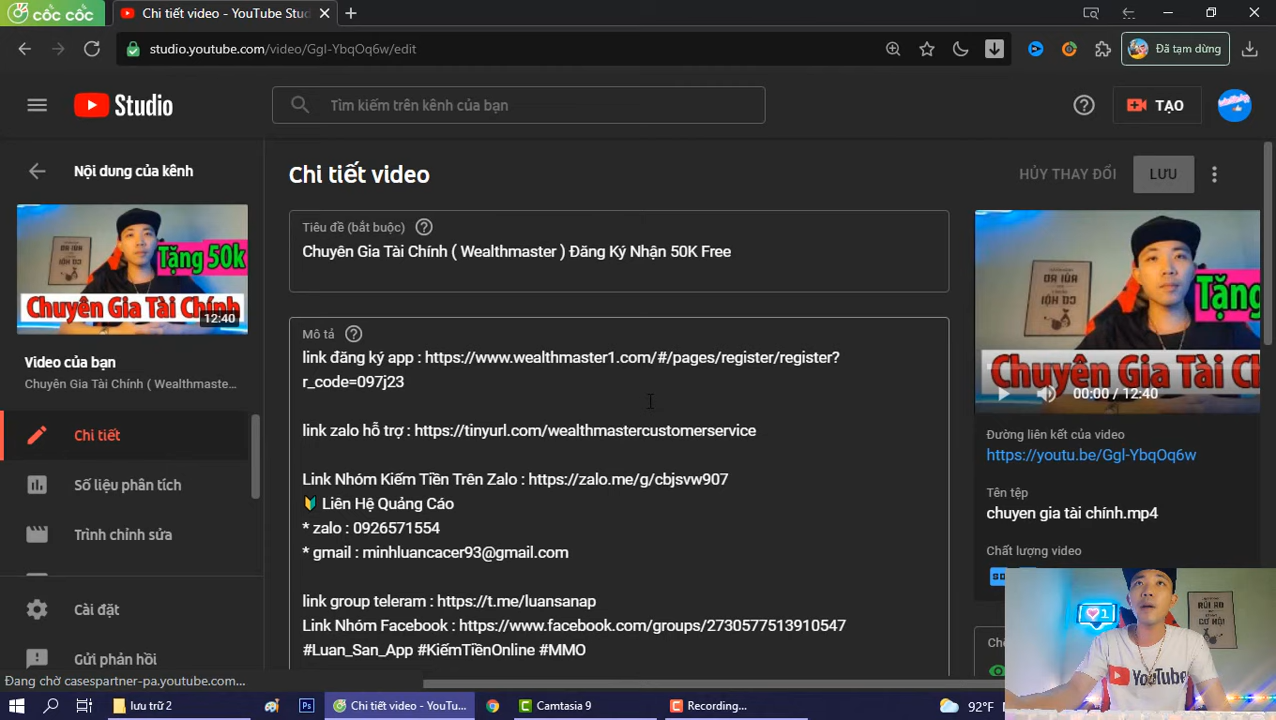 cốc cốc
Chi tiết video - YouTube Stud
studio.youtube.com/video/GgI-YbqOq6w/edit
Đã tạm dừng
Studio
Tìm kiếm trên kênh của bạn
TẠO
Nội dung của kênh
Chi tiết video
HỦY THAY ĐỔI
LƯU
Tặng 50k
Chuyên Gia Tài Chính
12:40
Video của bạn
Chuyên Gia Tài Chính ( Wealthmaste...
Chi tiết
Số liệu phân tích
Trình chỉnh sửa
Cài đặt
Gửi phản hồi
Tiêu đề (bắt buộc)
Chuyên Gia Tài Chính ( Wealthmaster ) Đăng Ký Nhận 50K Free
Mô tả
link đăng ký app : https://www.wealthmaster1.com/#/pages/register/register?
r_code=097j23
link zalo hỗ trợ : https://tinyurl.com/wealthmastercustomerservice
Link Nhóm Kiếm Tiền Trên Zalo : https://zalo.me/g/cbjsvw907
🔰 Liên Hệ Quảng Cáo
* zalo : 0926571554
* gmail : minhluancacer93@gmail.com
link group teleram : https://t.me/luansanap
Link Nhóm Facebook : https://www.facebook.com/groups/2730577513910547
#Luan_San_App #KiếmTiềnOnline #MMO
Tặng
Chuyên Gia Tài C
00:00 / 12:40
Đường liên kết của video
https://youtu.be/GgI-YbqOq6w
Tên tệp
chuyen gia tài chính.mp4
Chất lượng video
1
RỦI RO
CƠ HỘI
YouTube
Đang chờ casespartner-pa.youtube.com...
lưu trữ 2
Chi tiết video - YouTu...
Camtasia 9
Recording...
92°F